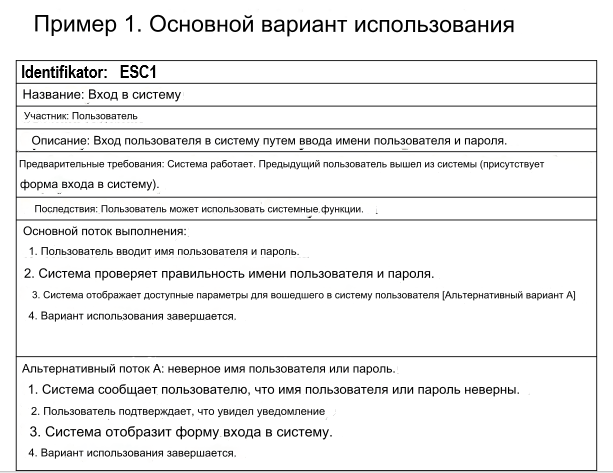 Пример 1. Основной вариант использования
Identifikator: ESC1
Название: Вход в систему
Участник: Пользователь
Описание: Вход пользователя в систему путем ввода имени пользователя и пароля.
Предварительные требования: Система работает. Предыдущий пользователь вышел из системы (присутствует
форма входа в систему).
Последствия: Пользователь может использовать системные функции.
Основной поток выполнения:
1. Пользователь вводит имя пользователя и пароль.
2. Система проверяет правильность имени пользователя и пароля.
3. Система отображает доступные параметры для вошедшего в систему пользователя [Альтернативный вариант А]
4. Вариант использования завершается.
Альтернативный поток А: неверное имя пользователя или пароль.
1. Система сообщает пользователю, что имя пользователя или пароль неверны.
2. Пользователь подтверждает, что увидел уведомление
3. Система отобразит форму входа в систему.
4. Вариант использования завершается.